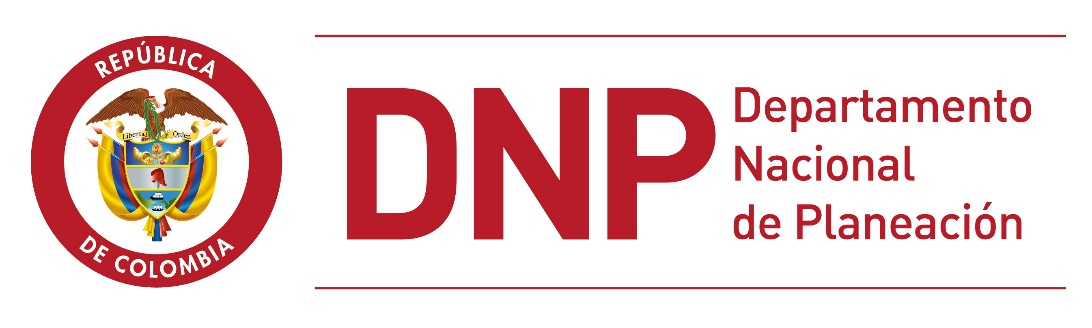 REPÚBLICA
DE COLOMBIA
Libertad y Orden
DNP
Departamento
Nacional
de Planeación